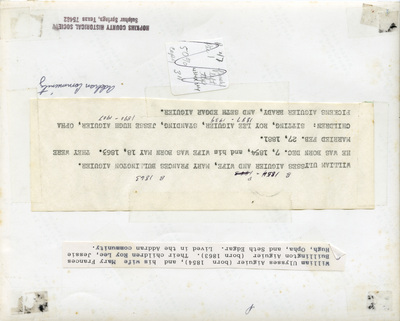 William Ulysses Aiguier (born 1854), and his wife Mary Frances
Bullington Aiguier (born 1863). Their children Roy Lee, Jessie
Hugh, Opha, and Seth Edgar. Lived in the Addran community.
B 1854
B 1863
WILLIAM ULYSSES AIGUIER AND WIFE, MARY FRANCES BULLINGTON AIGUIER
HE WAS BORN DEC. 7, 1854, and his WIFE WAS BORN MAY 18, 1865. THEY WERE
MARRIED FEB. 27, 1881.
CHILDREN: SITTING, ROY LEE AIGUIER, STANDING, JESSE HUGH AIGUIER, OPHA,
PICKENS AIGUIER BRADY, AND SETH EDGAR AIGUIER.
Addran Community
HOPKINS COUNTY HISTORICAL SOCIETY
Sulphur Springs, Texas 75482